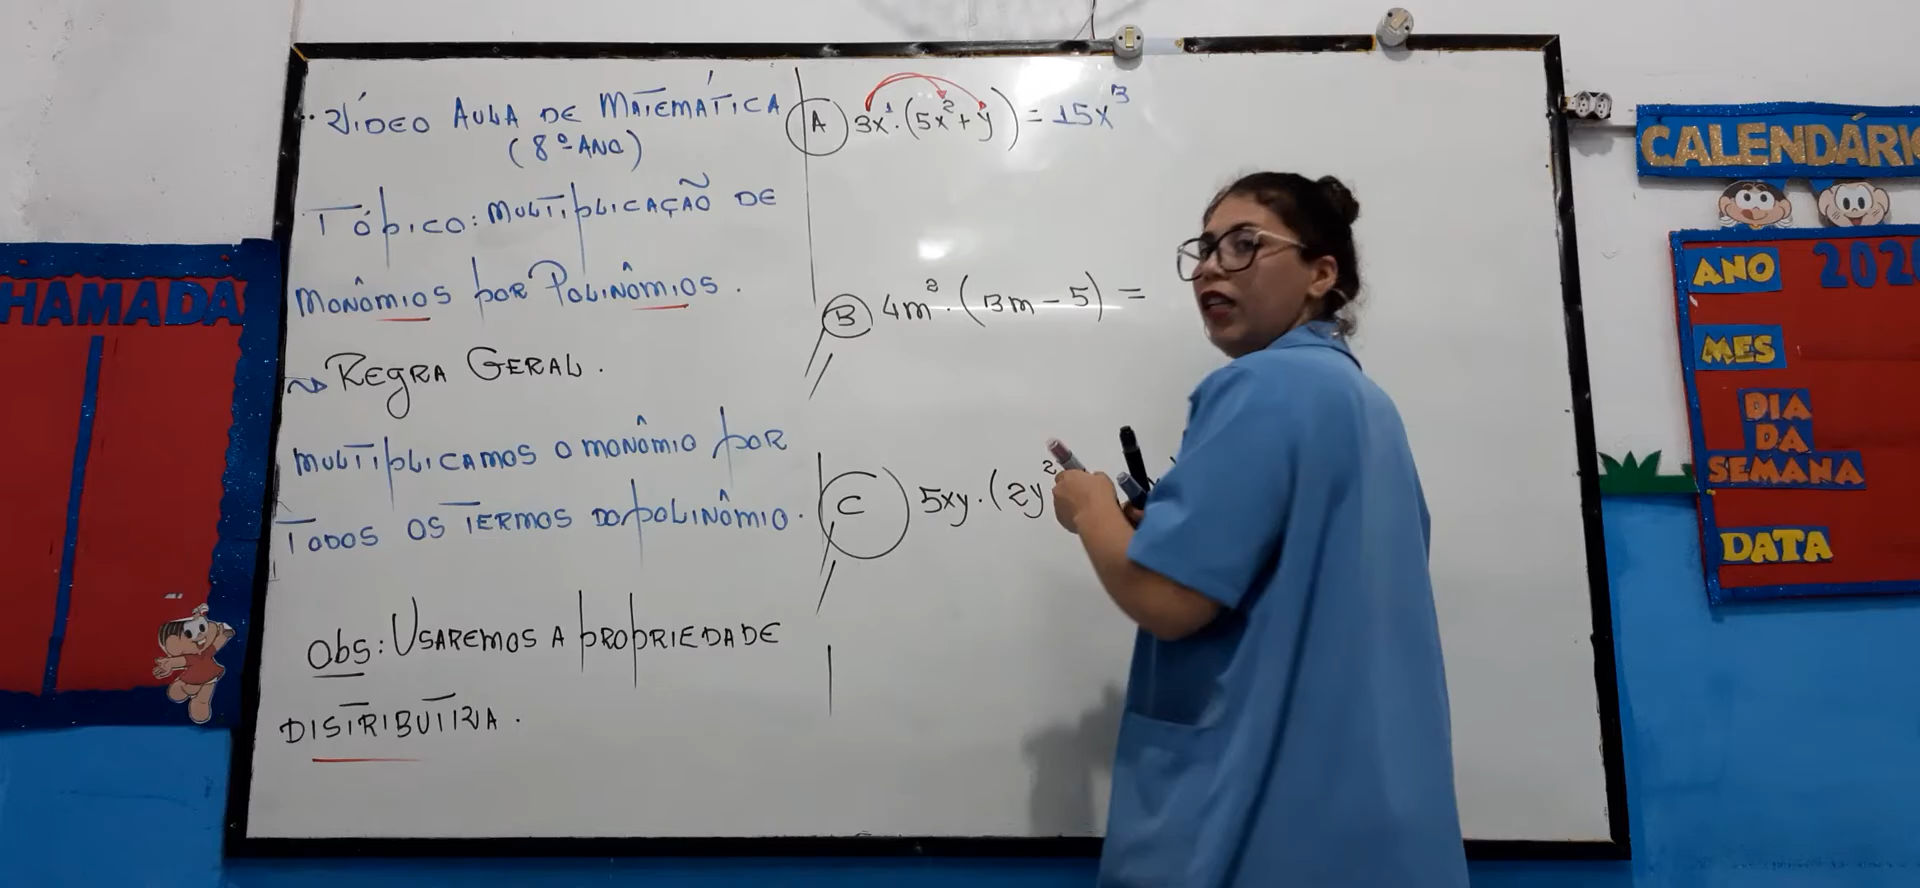 HAMADA
VÍDEO AULA DE MATEMÁTICA
(8º ANO)
TÓPICO: MULTIPLICAÇÃO DE
MONÔMIOS POR POLINÔMIOS.
REGRA GERAL.
MULTIPLICAMOS O MONÔMIO POR
TODOS OS TERMOS DO POLINÔMIO.
Obs: USAREMOS A PROPRIEDADE
DISTRIBUTIVA.
A 3x¹·(5x²+y) = 15x³
B 4m²·(3m-5) =
C 5xy·(2y²
CALENDÁRI
ANO 202
MES
DIA
DA
SEMANA
DATA